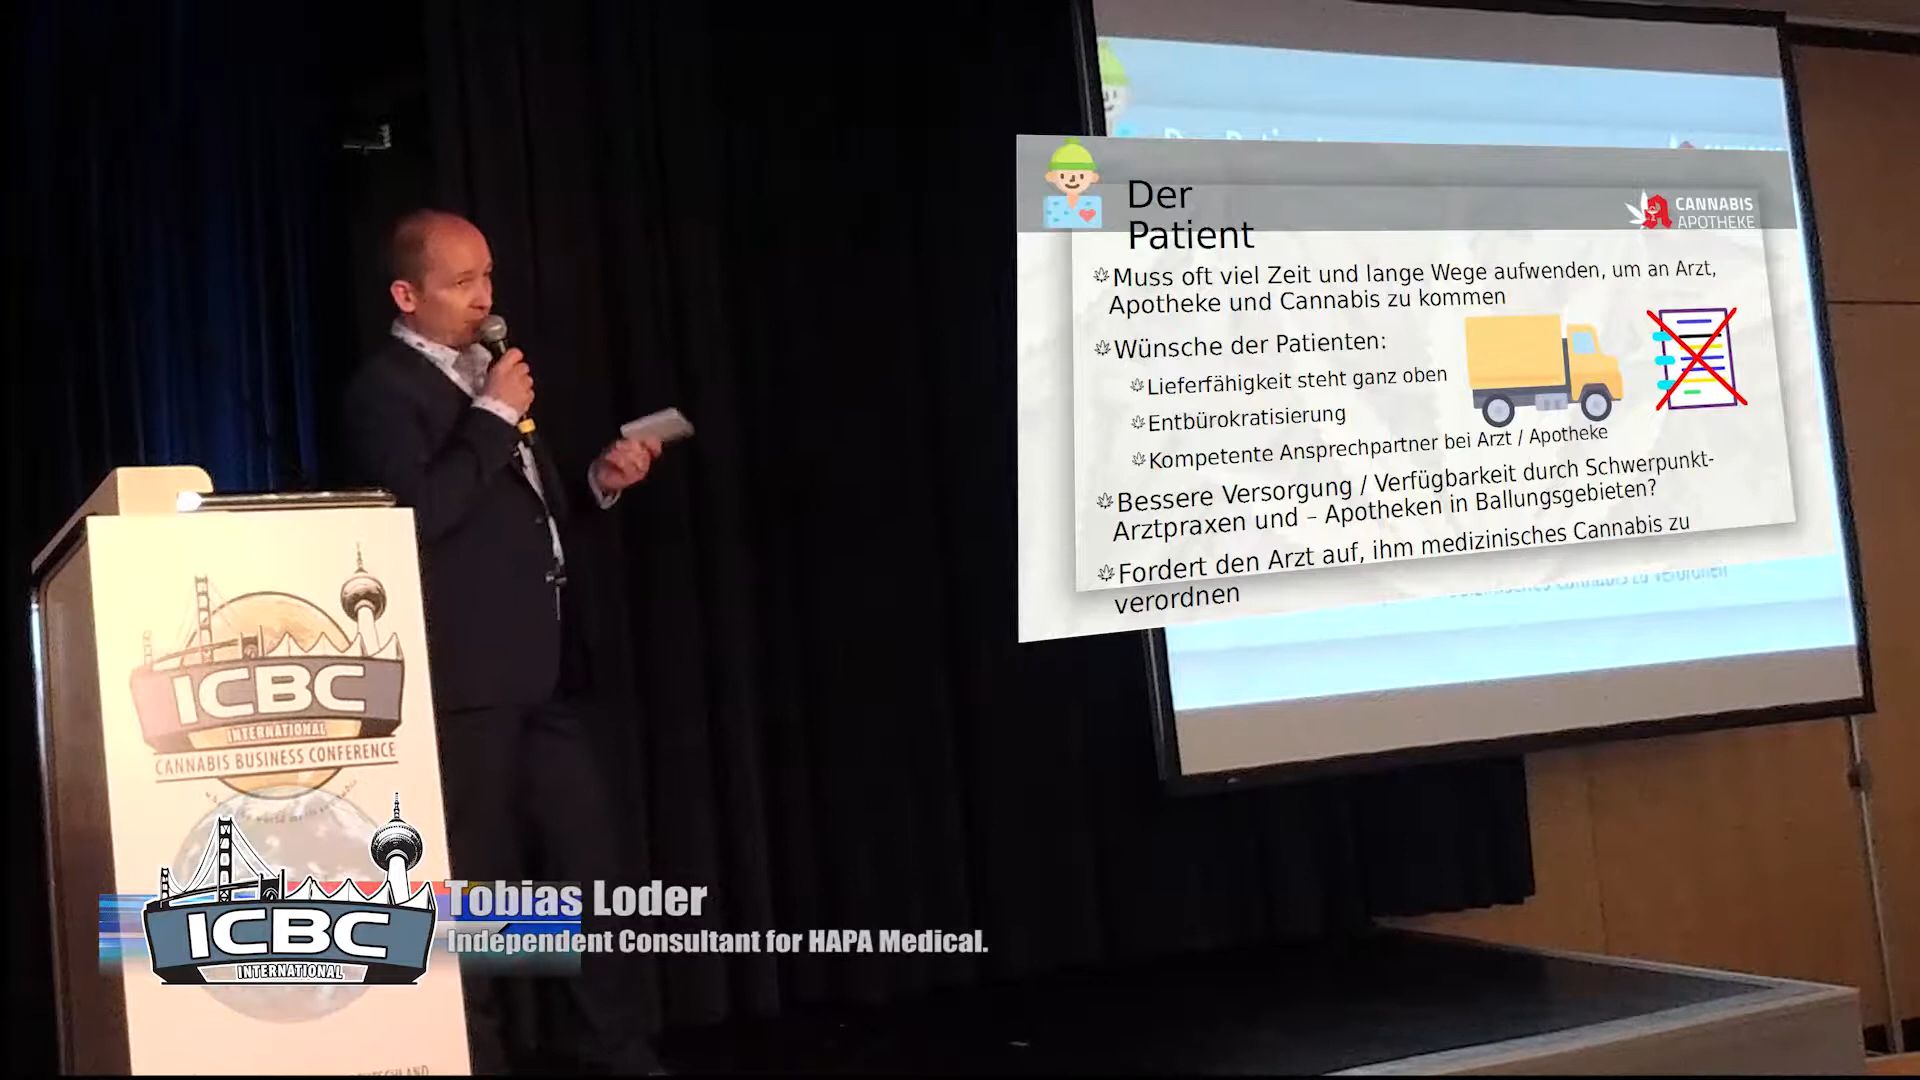 Der
Patient
CANNABIS
APOTHEKE
Muss oft viel Zeit und lange Wege aufwenden, um an Arzt,
Apotheke und Cannabis zu kommen
Wünsche der Patienten:
Lieferfähigkeit steht ganz oben
Entbürokratisierung
Kompetente Ansprechpartner bei Arzt / Apotheke
Bessere Versorgung / Verfügbarkeit durch Schwerpunkt-
Arztpraxen und – Apotheken in Ballungsgebieten?
Fordert den Arzt auf, ihm medizinisches Cannabis zu
verordnen
Cannabis zu verordnen
ICBC
INTERNATIONAL
CANNABIS BUSINESS CONFERENCE
ICBC
INTERNATIONAL
Tobias Loder
Independent Consultant for HAPA Medical.